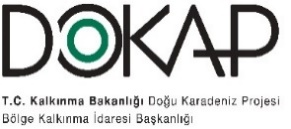 DOKAP
T.C. Kalkınma Bakanlığı Doğu Karadeniz Projesi
Bölge Kalkınma İdaresi Başkanlığı